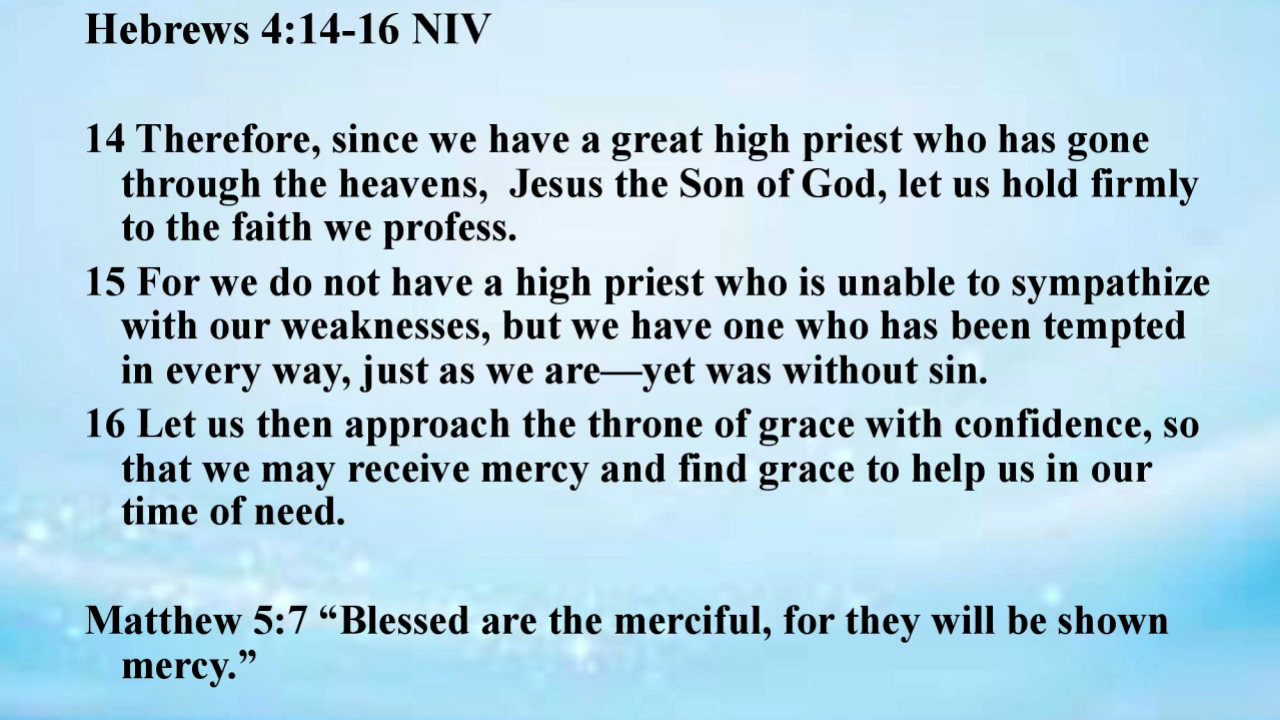 Hebrews 4:14-16 NIV
14 Therefore, since we have a great high priest who has gone
through the heavens,  Jesus the Son of God, let us hold firmly
to the faith we profess.
15 For we do not have a high priest who is unable to sympathize
with our weaknesses, but we have one who has been tempted
in every way, just as we are—yet was without sin.
16 Let us then approach the throne of grace with confidence, so
that we may receive mercy and find grace to help us in our
time of need.
Matthew 5:7 “Blessed are the merciful, for they will be shown
mercy.”